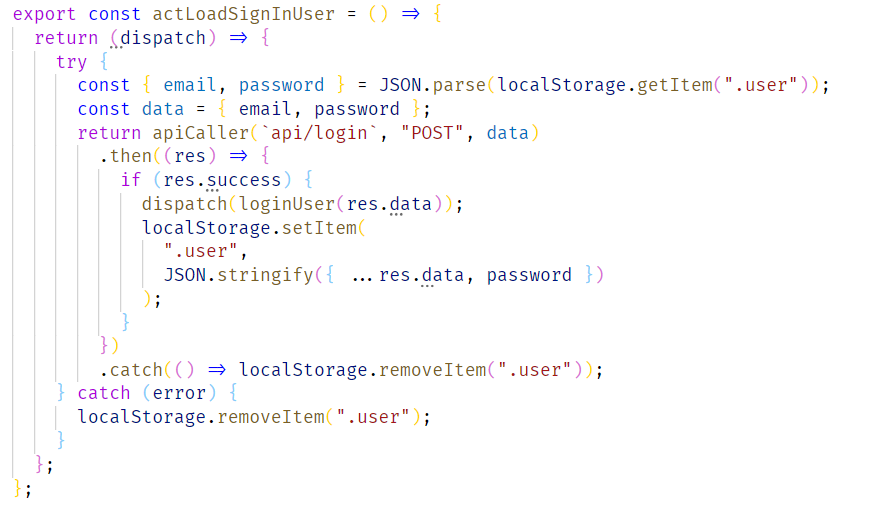 export const actLoadSignInUser = () => {
  return (dispatch) => {
    try {
      const { email, password } = JSON.parse(localStorage.getItem(".user"));
      const data = { email, password };
      return apiCaller(`api/login`, "POST", data)
        .then((res) => {
          if (res.success) {
            dispatch(loginUser(res.data));
            localStorage.setItem(
              ".user",
              JSON.stringify({ ...res.data, password })
            );
          }
        })
        .catch(() => localStorage.removeItem(".user"));
    } catch (error) {
      localStorage.removeItem(".user");
    }
  };
};